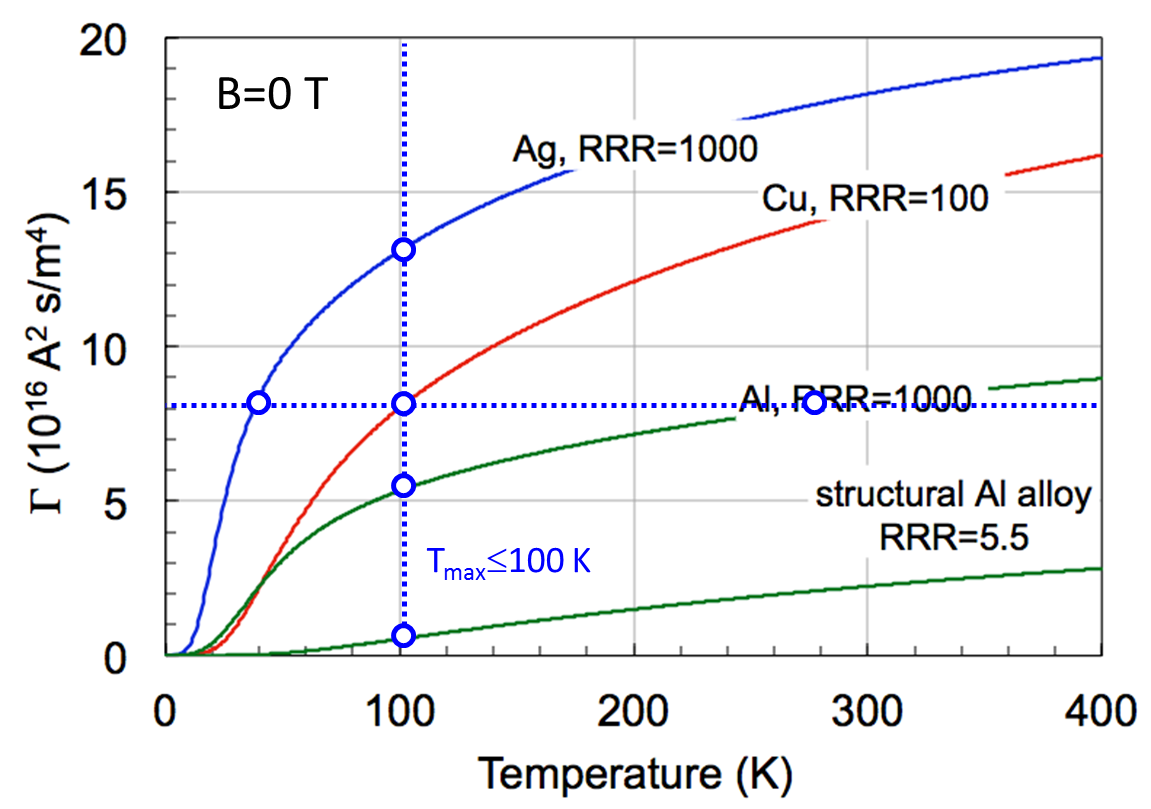 20
B=0 T
Ag, RRR=1000
15
Cu, RRR=100
10
Al, RRR=1000
structural Al alloy
5
RRR=5.5
Tmax≤100 K
0
0 100 200 300 400
Temperature (K)
Γ (10¹⁶ A² s/m⁴)